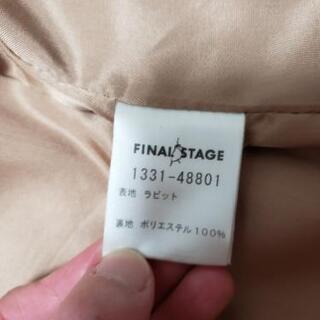 FINAL STAGE
1331-48801
表地 ラビット
裏地 ポリエステル100%